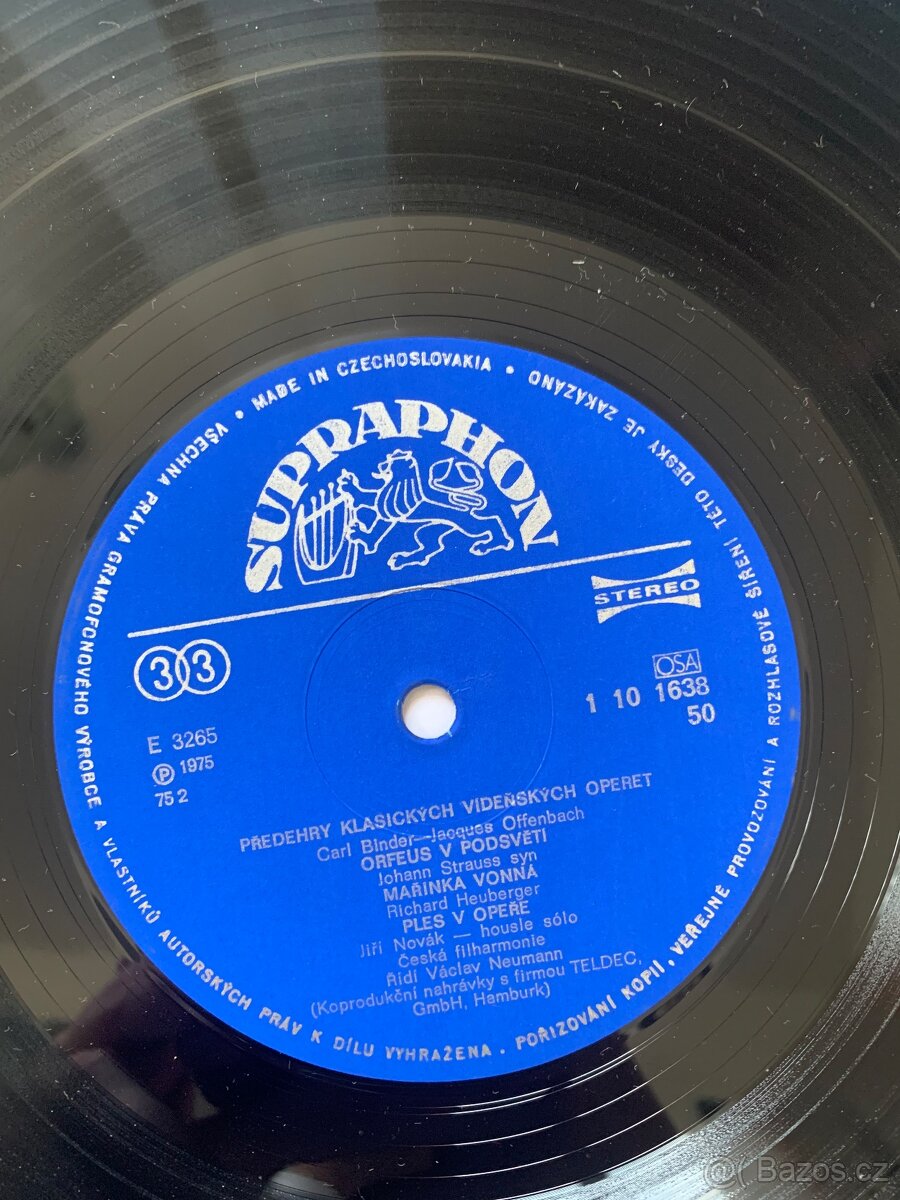 • MADE IN CZECHOSLOVAKIA •
VŠECHNA PRÁVA GRAMOFONOVÉHO VÝROBCE A VLASTNÍKŮ AUTORSKÝCH PRÁV K DÍLU VYHRAŽENA. POŘIZOVÁNÍ KOPIÍ, VEŘEJNÉ PROVOZOVÁNÍ A ROZHLASOVÉ ŠÍŘENÍ TÉTO DESKY JE ZAKÁZÁNO
SUPRAPHON
STEREO
33
OSA
1 10 1638
50
E 3265
Ⓟ 1975
75 2
PŘEDEHRY KLASICKÝCH VIDEŇSKÝCH OPERET
Carl Binder—Jacques Offenbach
ORFEUS V PODSVĚTÍ
Johann Strauss syn
MAŘINKA VONNÁ
Richard Heuberger
PLES V OPEŘE
Jiří Novák — housle sólo
Česká filharmonie
Řídí Václav Neumann
(Koprodukční nahrávky s firmou TELDEC,
GmbH, Hamburk)
@( Bazos.cz